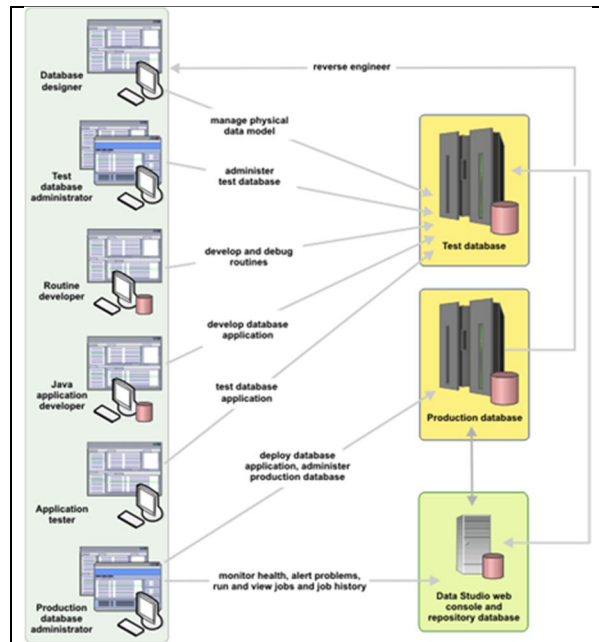 Database
designer
reverse engineer
manage physical
data model
Test
database
administrator
administer
test database
Test database
Routine
developer
develop and debug
routines
Java
application
developer
develop database
application
test database
application
Production database
Application
tester
deploy database
application, administer
production database
Production
database
administrator
monitor health, alert problems,
run and view jobs and job history
Data Studio web
console and
repository database